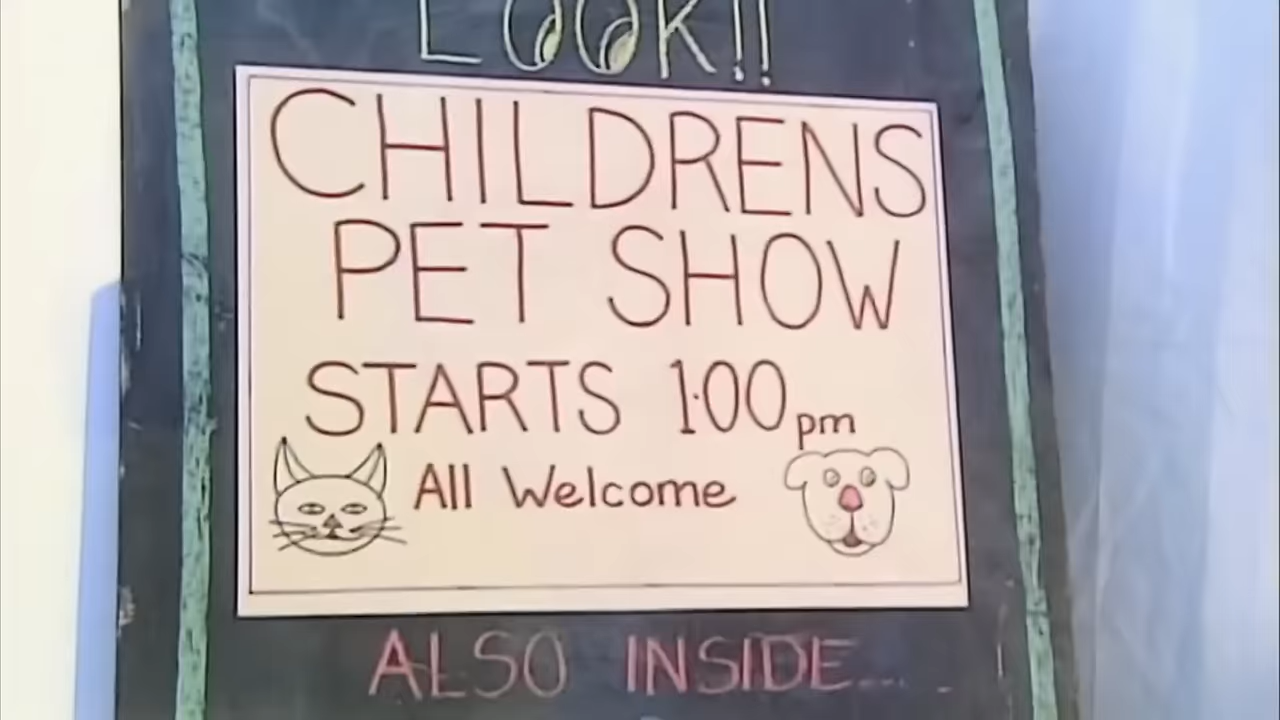 LOOK!!
CHILDRENS
PET SHOW
STARTS 1:00 pm
All Welcome
ALSO INSIDE....